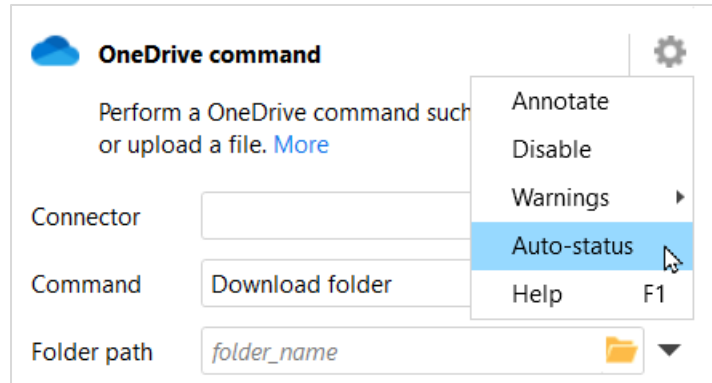 OneDrive command
Perform a OneDrive command such
or upload a file. More
Annotate
Disable
Warnings
Auto-status
Help F1
Connector
Command Download folder
Folder path folder_name